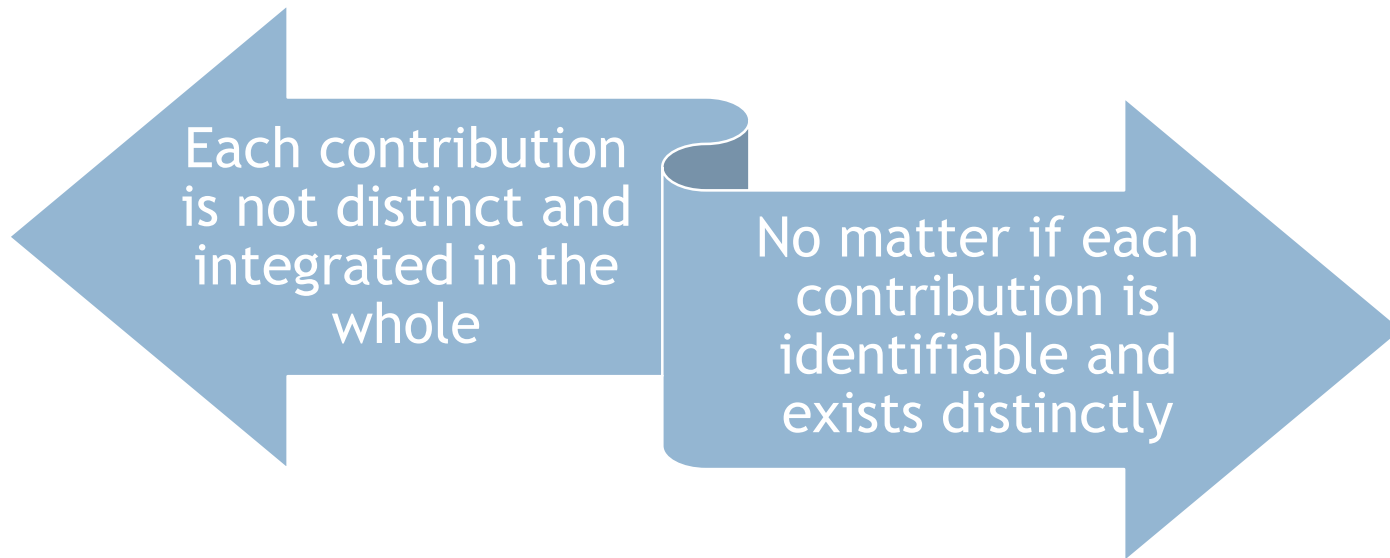 Each contribution
is not distinct and
integrated in the
whole
No matter if each
contribution is
identifiable and
exists distinctly